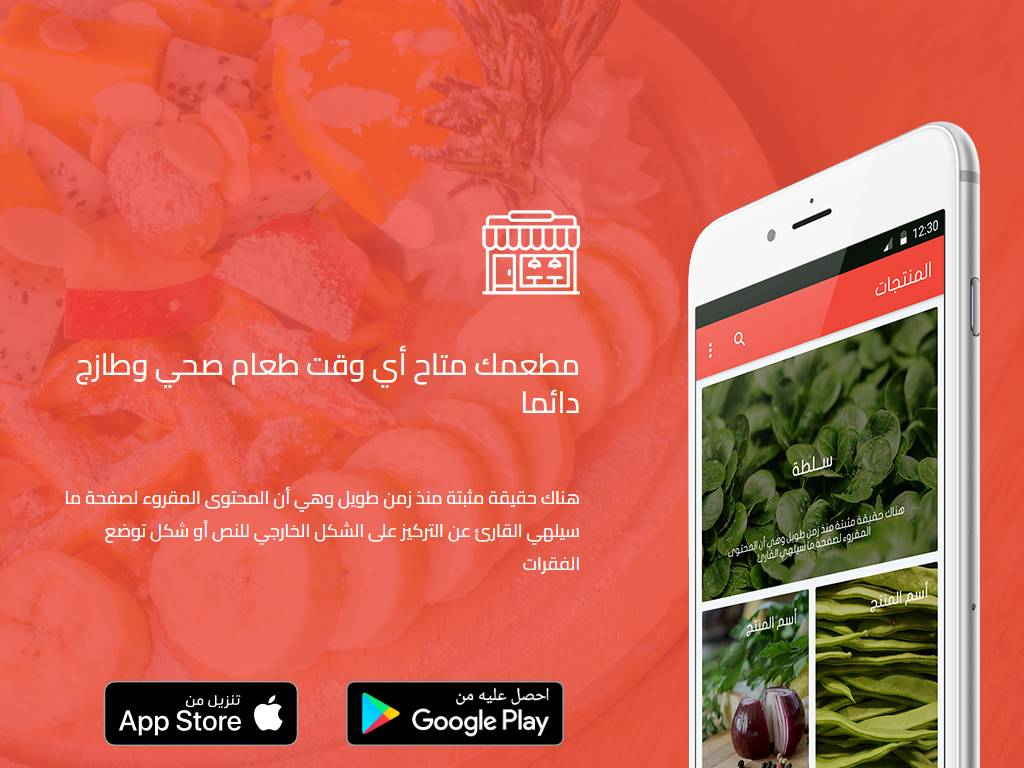 مطعمك متاح أي وقت طعام صحي وطازج
دائما
هناك حقيقة مثبتة منذ زمن طويل وهي أن المحتوى المقروء لصفحة ما
سيلهي القارئ عن التركيز على الشكل الخارجي للنص أو شكل توضع
الفقرات
احصل عليه من
Google Play
تنزيل من
App Store
12:30
المنتجات
سلطة
هناك حقيقة مثبتة منذ زمن طويل وهي أن المحتوى
المقروء لصفحة ما سيلهي القارئ
أسم المنتج
أسم المنتج